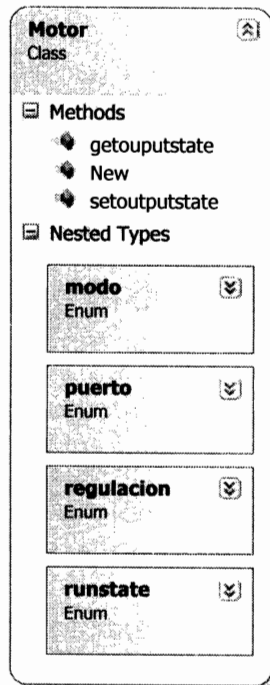 Motor
Class
Methods
getouputstate
New
setoutputstate
Nested Types
modo
Enum
puerto
Enum
regulacion
Enum
runstate
Enum